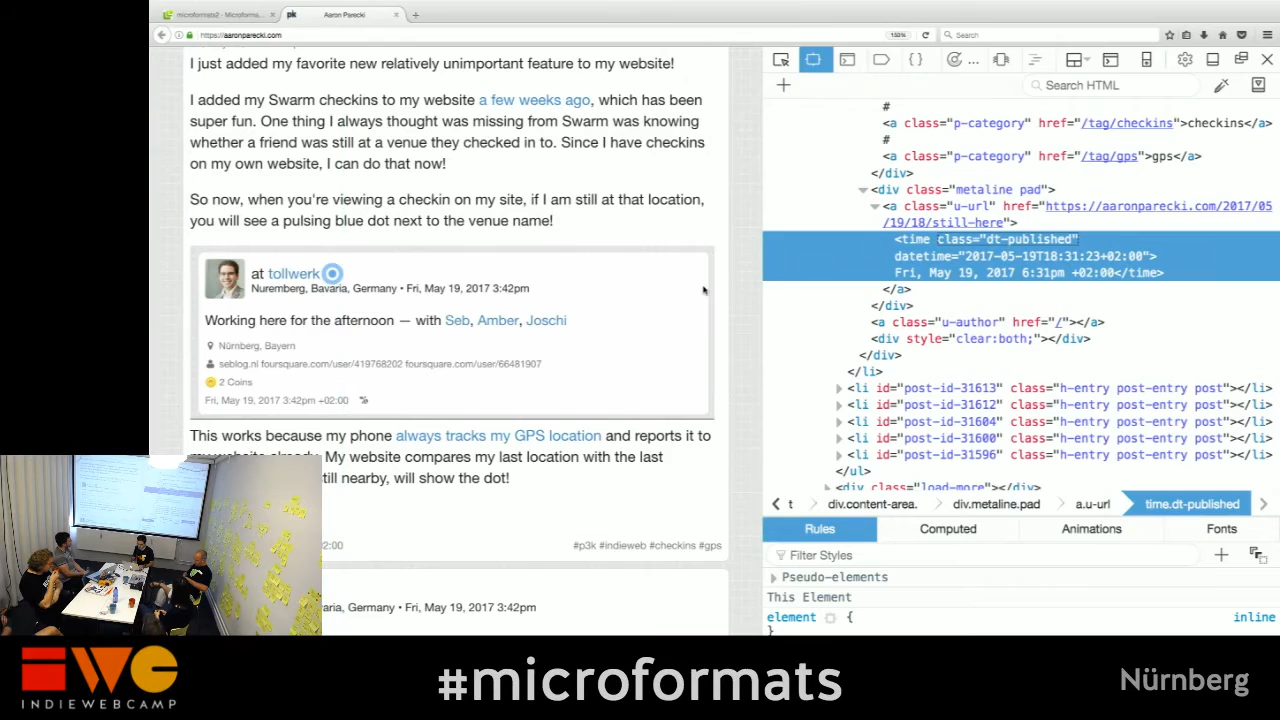 microformats2 - Microforma...
pk
Aaron Parecki
https://aaronparecki.com
150%
Search
I just added my favorite new relatively unimportant feature to my website!
I added my Swarm checkins to my website a few weeks ago, which has been
super fun. One thing I always thought was missing from Swarm was knowing
whether a friend was still at a venue they checked in to. Since I have checkins
on my own website, I can do that now!
So now, when you're viewing a checkin on my site, if I am still at that location,
you will see a pulsing blue dot next to the venue name!
at tollwerk
Nuremberg, Bavaria, Germany • Fri, May 19, 2017 3:42pm
Working here for the afternoon — with Seb, Amber, Joschi
Nürnberg, Bayern
seblog.nl foursquare.com/user/419768202 foursquare.com/user/66481907
2 Coins
Fri, May 19, 2017 3:42pm +02:00
This works because my phone always tracks my GPS location and reports it to
My website compares my last location with the last
still nearby, will show the dot!
02:00
#p3k #indieweb #checkins #gps
aria, Germany • Fri, May 19, 2017 3:42pm
Search HTML
#
<a class="p-category" href="/tag/checkins">checkins</a>
#
<a class="p-category" href="/tag/gps">gps</a>
</div>
<div class="metaline pad">
<a class="u-url" href="https://aaronparecki.com/2017/05
/19/18/still-here">
<time class="dt-published"
datetime="2017-05-19T18:31:23+02:00">
Fri, May 19, 2017 6:31pm +02:00</time>
</a>
</div>
<a class="u-author" href="/"></a>
<div style="clear:both;"></div>
</div>
</li>
<li id="post-id-31613" class="h-entry post-entry post"></li>
<li id="post-id-31612" class="h-entry post-entry post"></li>
<li id="post-id-31604" class="h-entry post-entry post"></li>
<li id="post-id-31600" class="h-entry post-entry post"></li>
<li id="post-id-31596" class="h-entry post-entry post"></li>
</ul>
<div class="load-more"></div>
t
div.content-area.
div.metaline.pad
a.u-url
time.dt-published
Rules
Computed
Animations
Fonts
Filter Styles
Pseudo-elements
This Element
element {
inline
}
IWC
INDIEWEBCAMP
#microformats
Nürnberg